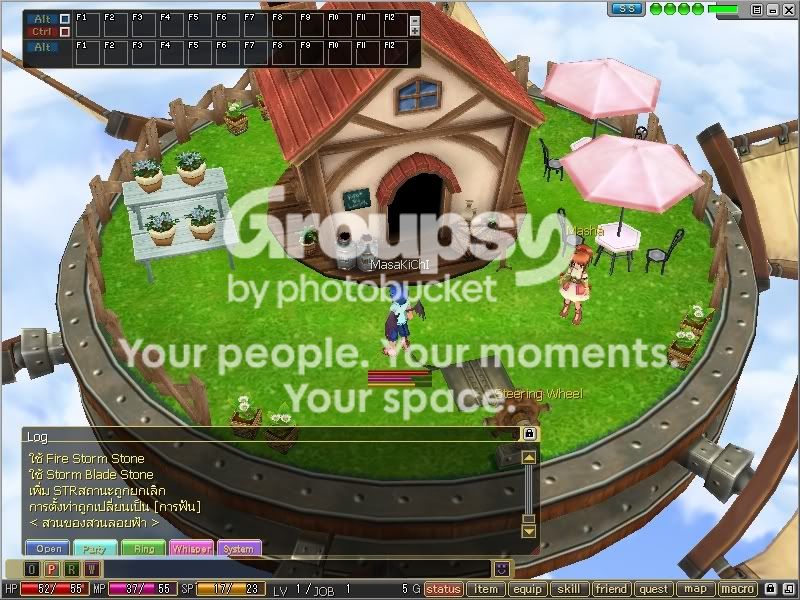 Alt F1 F2 F3 F4 F5 F6 F7 F8 F9 F10 F11 F12
Ctrl
Alt F1 F2 F3 F4 F5 F6 F7 F8 F9 F10 F11 F12
S S
Masha
Groupsy
MasaKiChI
by photobucket
Your people. Your moments.
Steering Wheel
Your space.
Log
ใช้ Fire Storm Stone
ใช้ Storm Blade Stone
เพิ่ม STRสถานะถูกยกเลิก
การตั้งท่าถูกเปลี่ยนเป็น [การฟัน]
< สวนของสวนลอยฟ้า >
Open Party Ring Whisper System
O P R W
HP 52/ 55 MP 37/ 55 SP 17/ 23 LV 1/JOB 1 5 G status item equip skill friend quest map macro